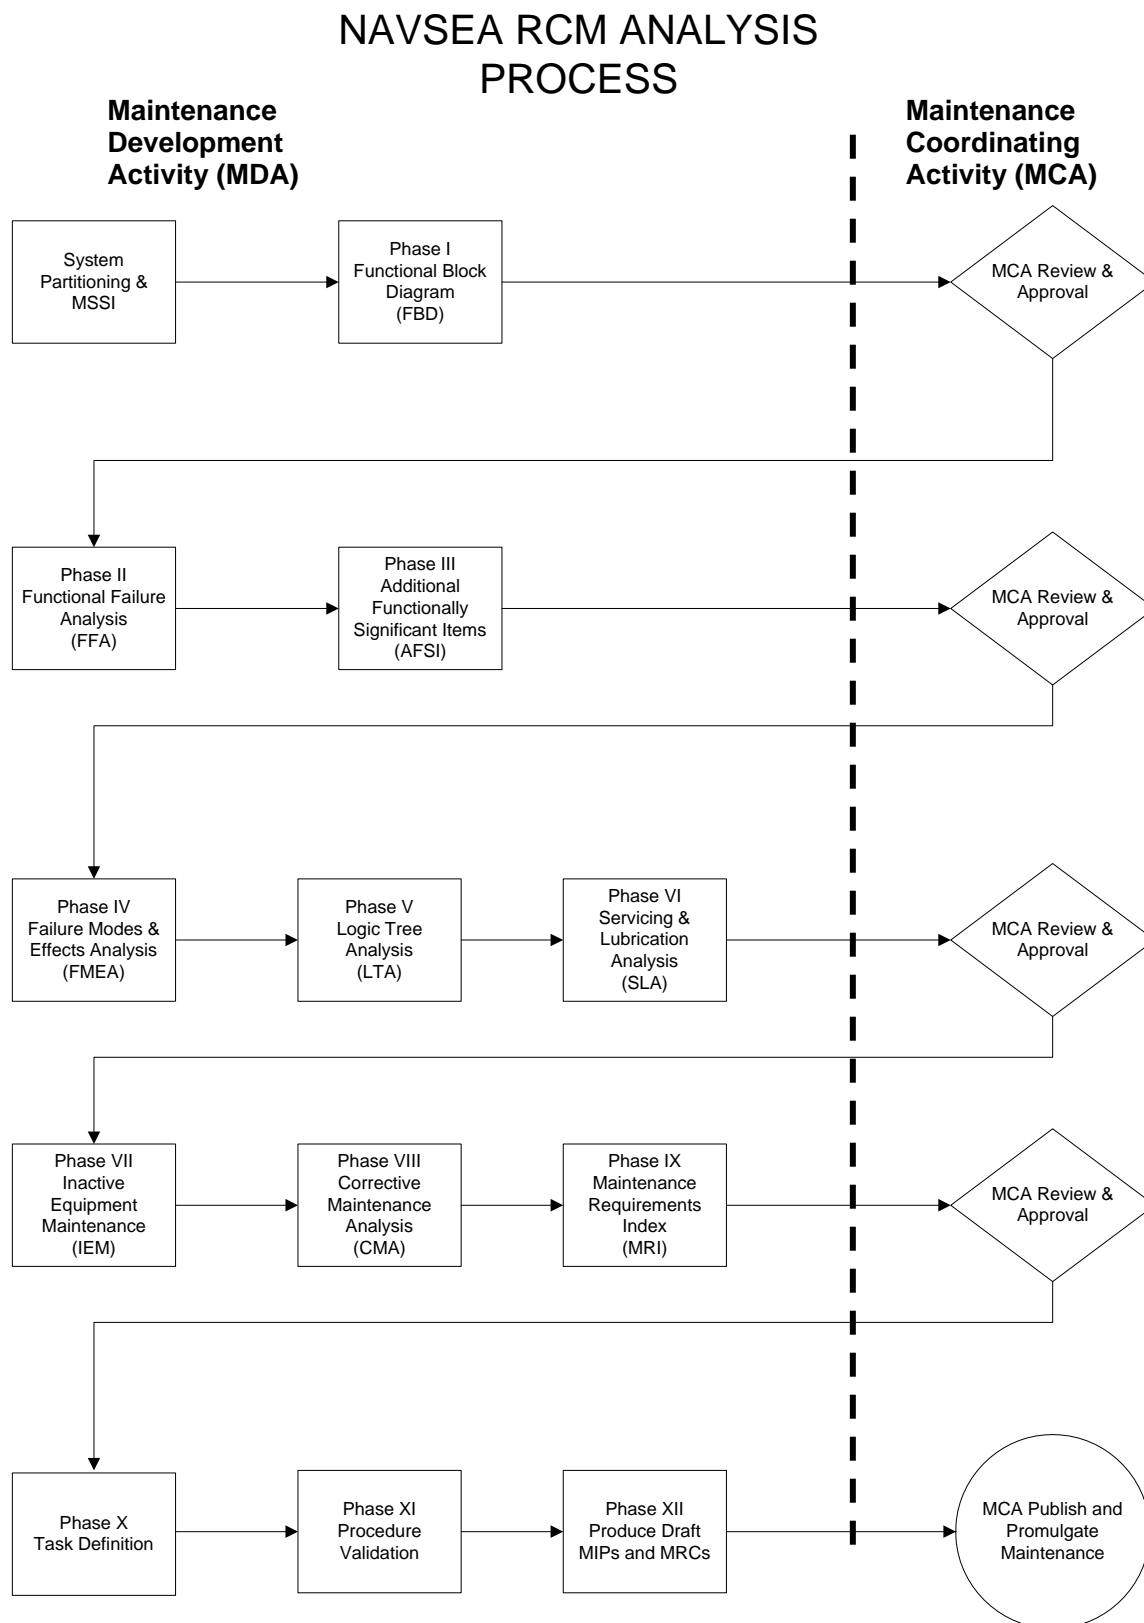 NAVSEA RCM ANALYSIS
PROCESS
Maintenance
Development
Activity (MDA)
Maintenance
Coordinating
Activity (MCA)
System
Partitioning &
MSSI
Phase I
Functional Block
Diagram
(FBD)
MCA Review &
Approval
Phase II
Functional Failure
Analysis
(FFA)
Phase III
Additional
Functionally
Significant Items
(AFSI)
MCA Review &
Approval
Phase IV
Failure Modes &
Effects Analysis
(FMEA)
Phase V
Logic Tree
Analysis
(LTA)
Phase VI
Servicing &
Lubrication
Analysis
(SLA)
MCA Review &
Approval
Phase VII
Inactive
Equipment
Maintenance
(IEM)
Phase VIII
Corrective
Maintenance
Analysis
(CMA)
Phase IX
Maintenance
Requirements
Index
(MRI)
MCA Review &
Approval
Phase X
Task Definition
Phase XI
Procedure
Validation
Phase XII
Produce Draft
MIPs and MRCs
MCA Publish and
Promulgate
Maintenance